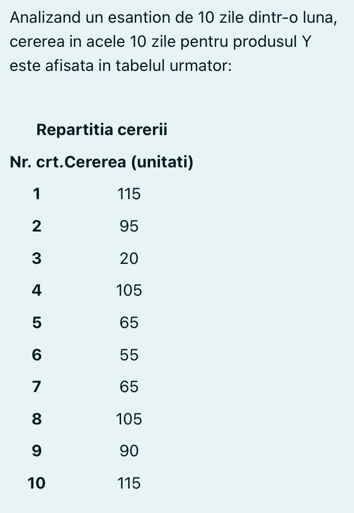 Analizand un esantion de 10 zile dintr-o luna,
cererea in acele 10 zile pentru produsul Y
este afisata in tabelul urmator:
Repartitia cererii
Nr. crt.Cererea (unitati)
1 115
2 95
3 20
4 105
5 65
6 55
7 65
8 105
9 90
10 115